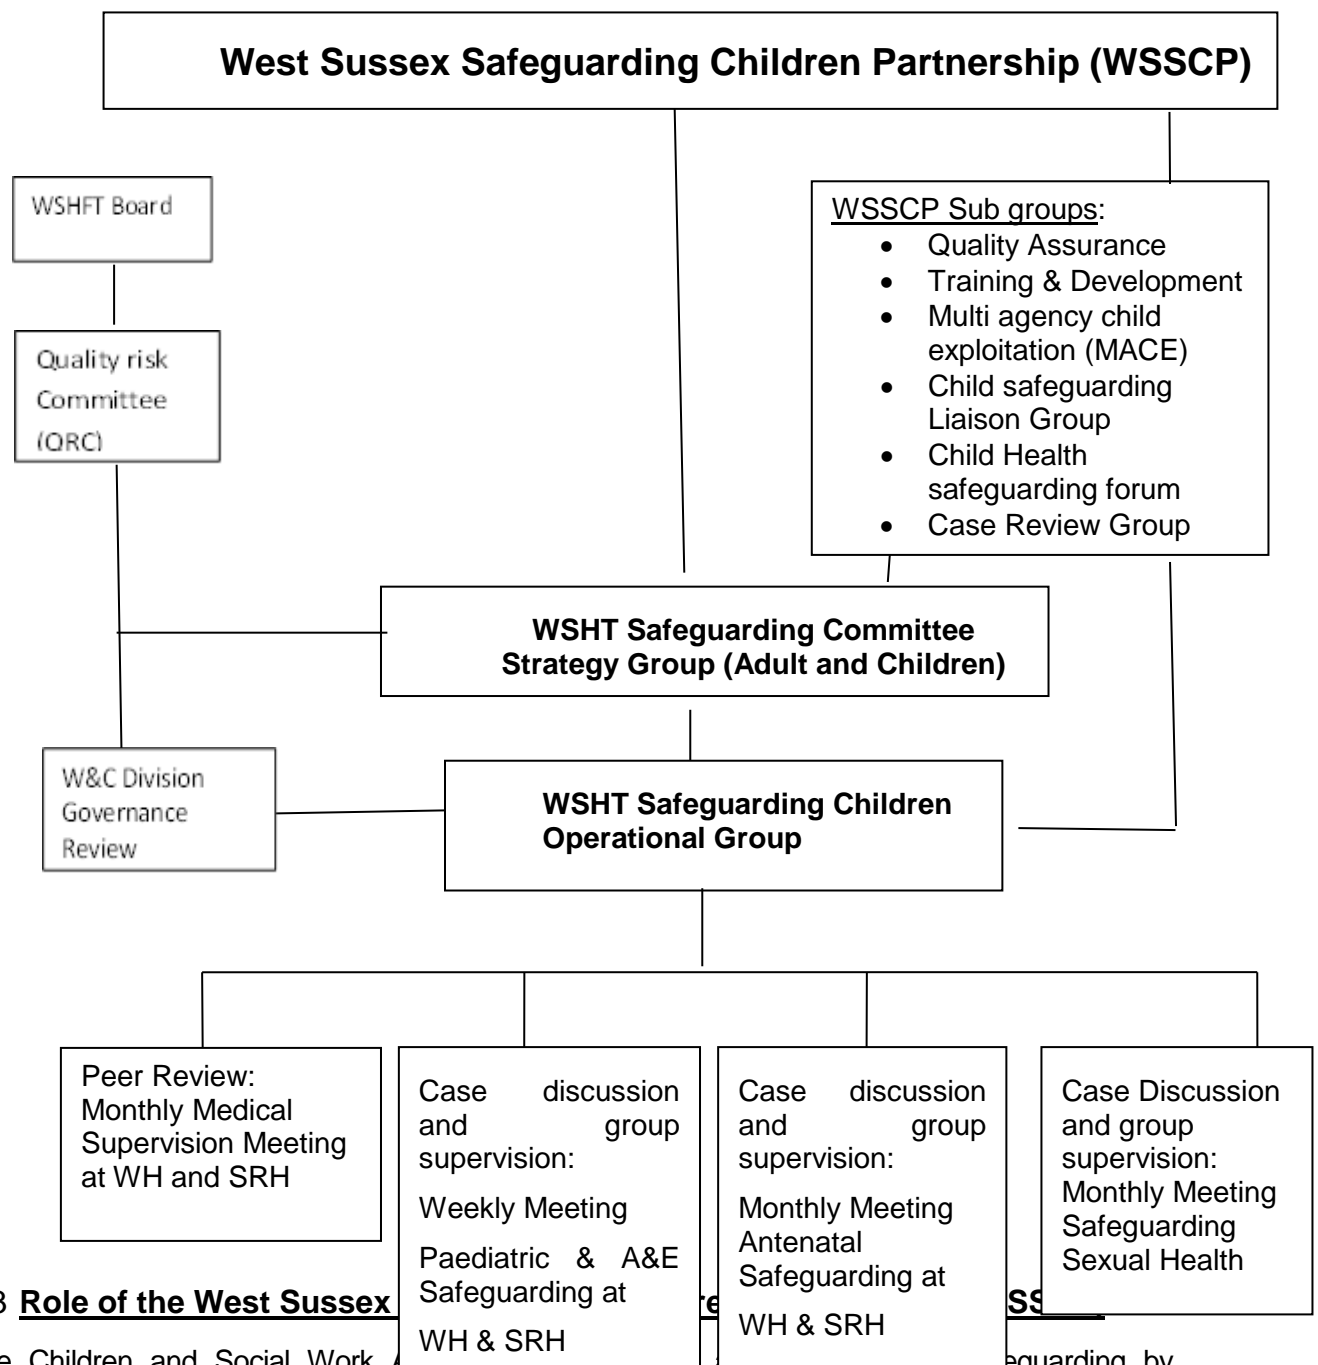 West Sussex Safeguarding Children Partnership (WSSCP)
WSHFT Board
Quality risk
Committee
(QRC)
WSSCP Sub groups:
• Quality Assurance
• Training & Development
• Multi agency child
exploitation (MACE)
• Child safeguarding
Liaison Group
• Child Health
safeguarding forum
• Case Review Group
WSHT Safeguarding Committee
Strategy Group (Adult and Children)
W&C Division
Governance
Review
WSHT Safeguarding Children
Operational Group
Peer Review:
Monthly Medical
Supervision Meeting
at WH and SRH
Case discussion
and group
supervision:
Weekly Meeting
Paediatric & A&E
Safeguarding at
WH & SRH
Case discussion
and group
supervision:
Monthly Meeting
Antenatal
Safeguarding at
WH & SRH
Case Discussion
and group
supervision:
Monthly Meeting
Safeguarding
Sexual Health
Role of the West Sussex
Children and Social Work
by